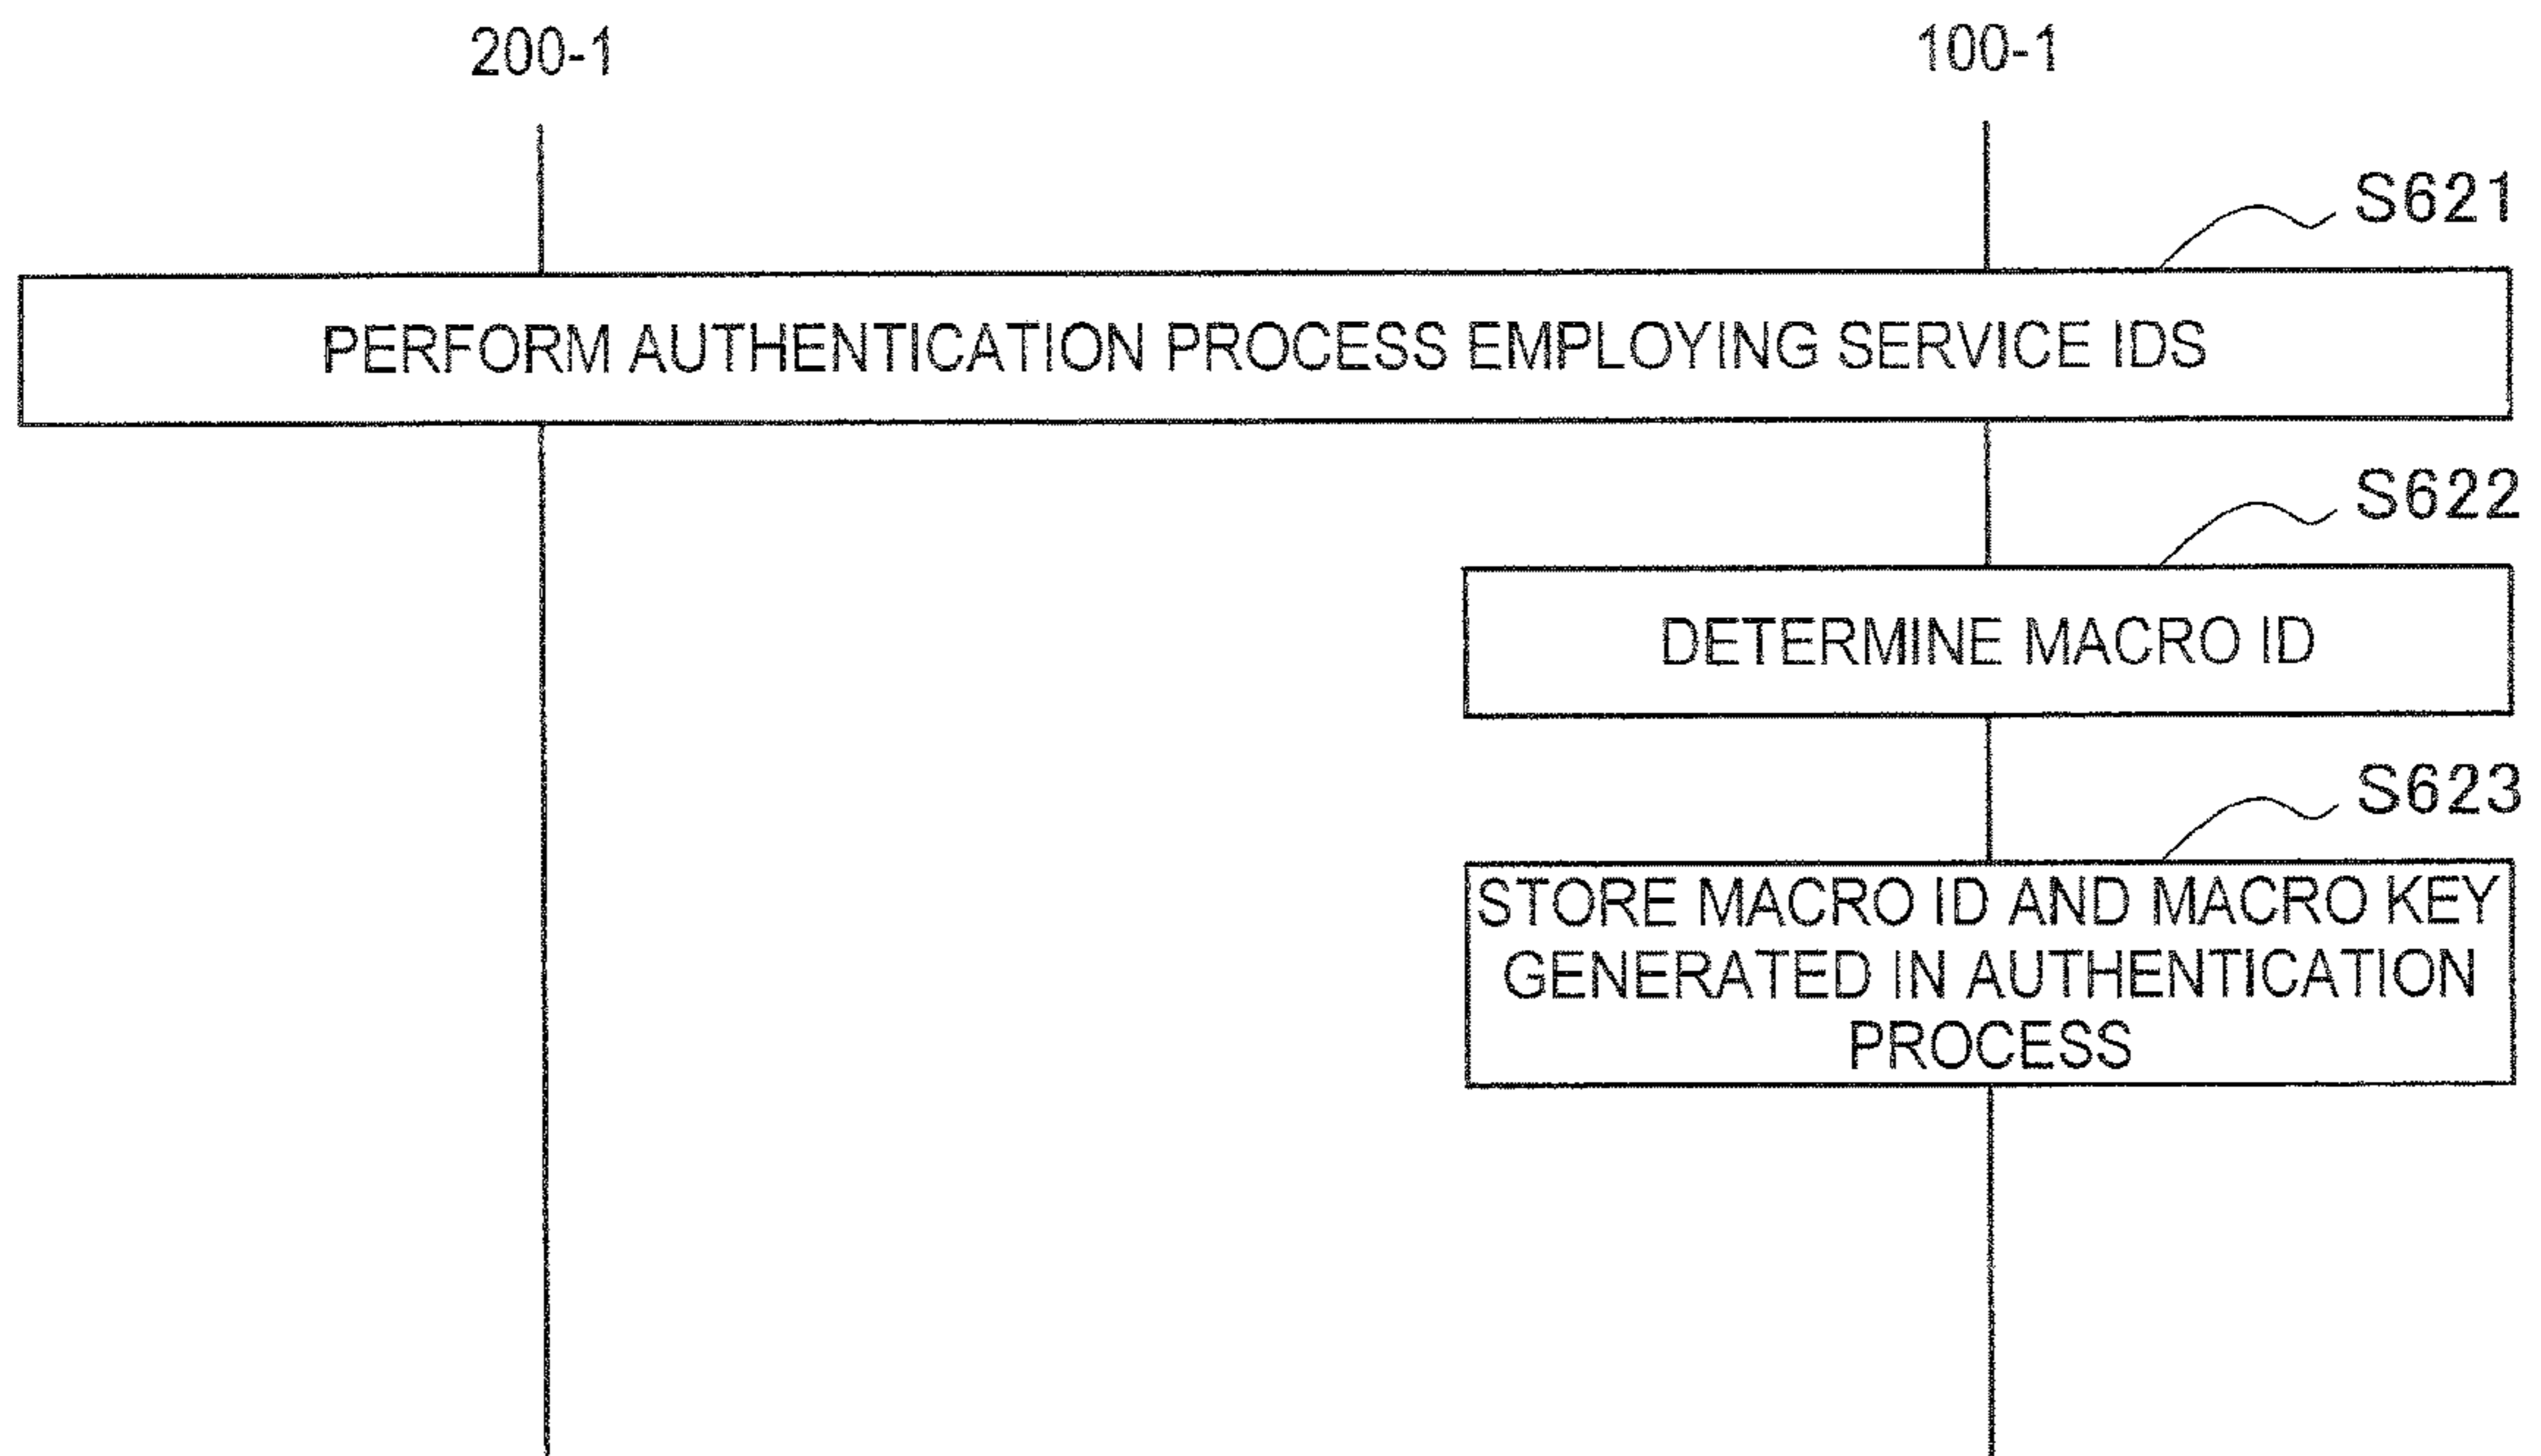 200-1
100-1
S621
PERFORM AUTHENTICATION PROCESS EMPLOYING SERVICE IDS
S622
DETERMINE MACRO ID
S623
STORE MACRO ID AND MACRO KEY
GENERATED IN AUTHENTICATION
PROCESS